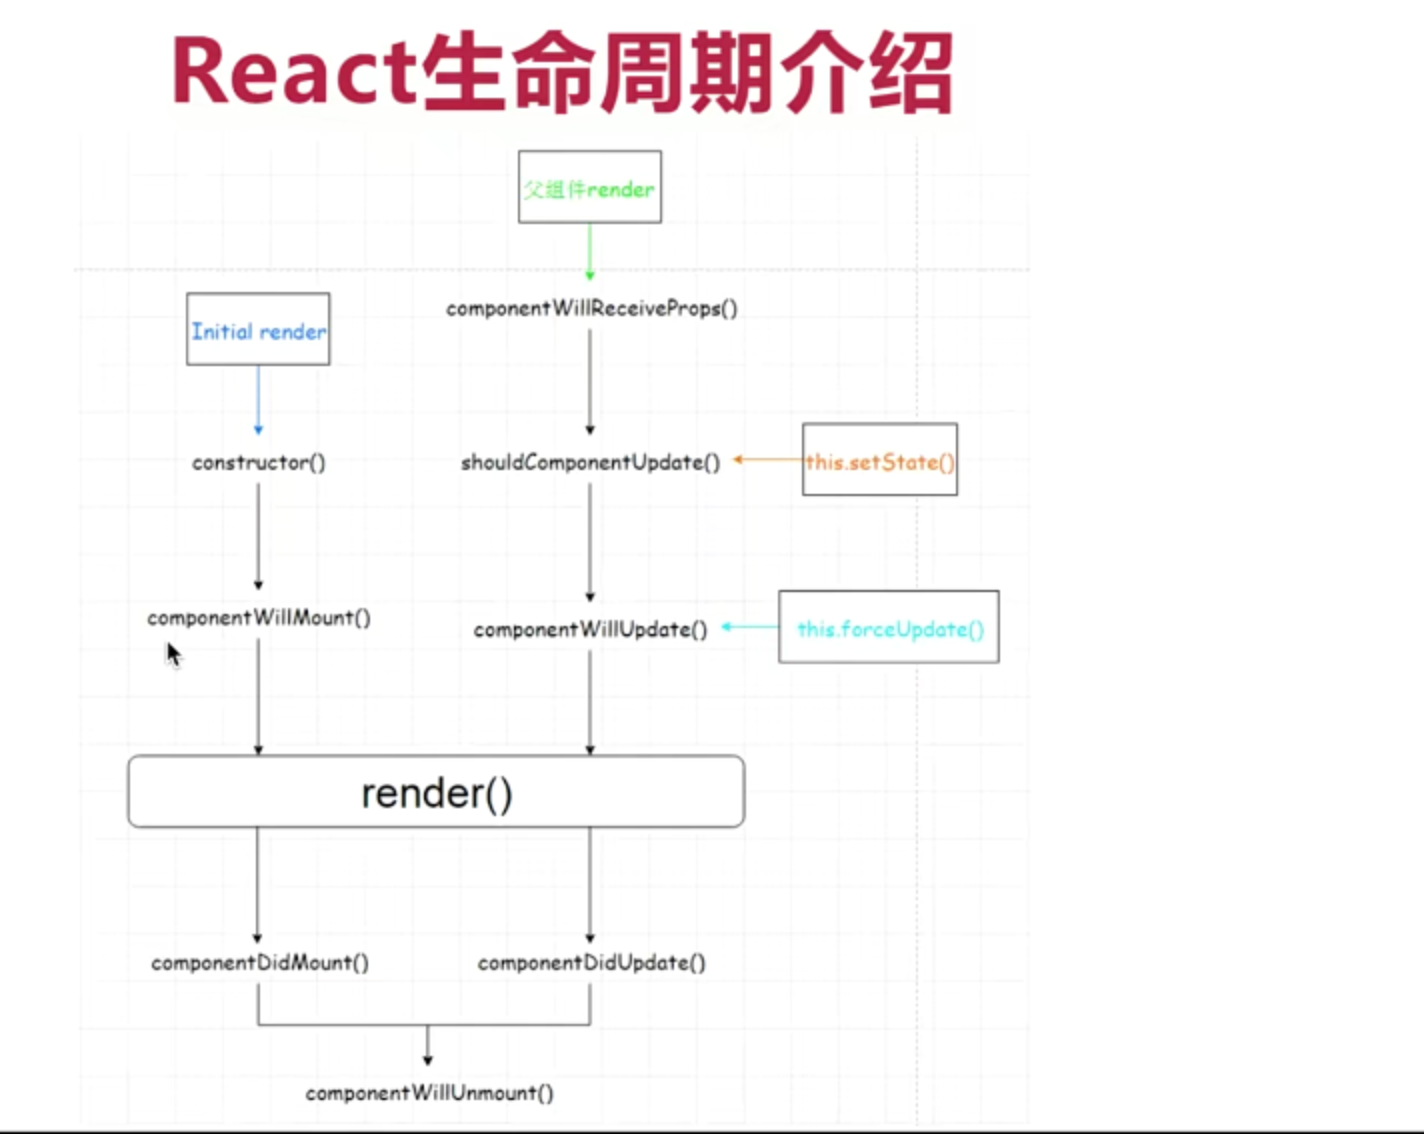 React生命周期介绍
父组件render
componentWillReceiveProps()
Initial render
constructor()
shouldComponentUpdate()
this.setState()
componentWillMount()
componentWillUpdate()
this.forceUpdate()
render()
componentDidMount()
componentDidUpdate()
componentWillUnmount()